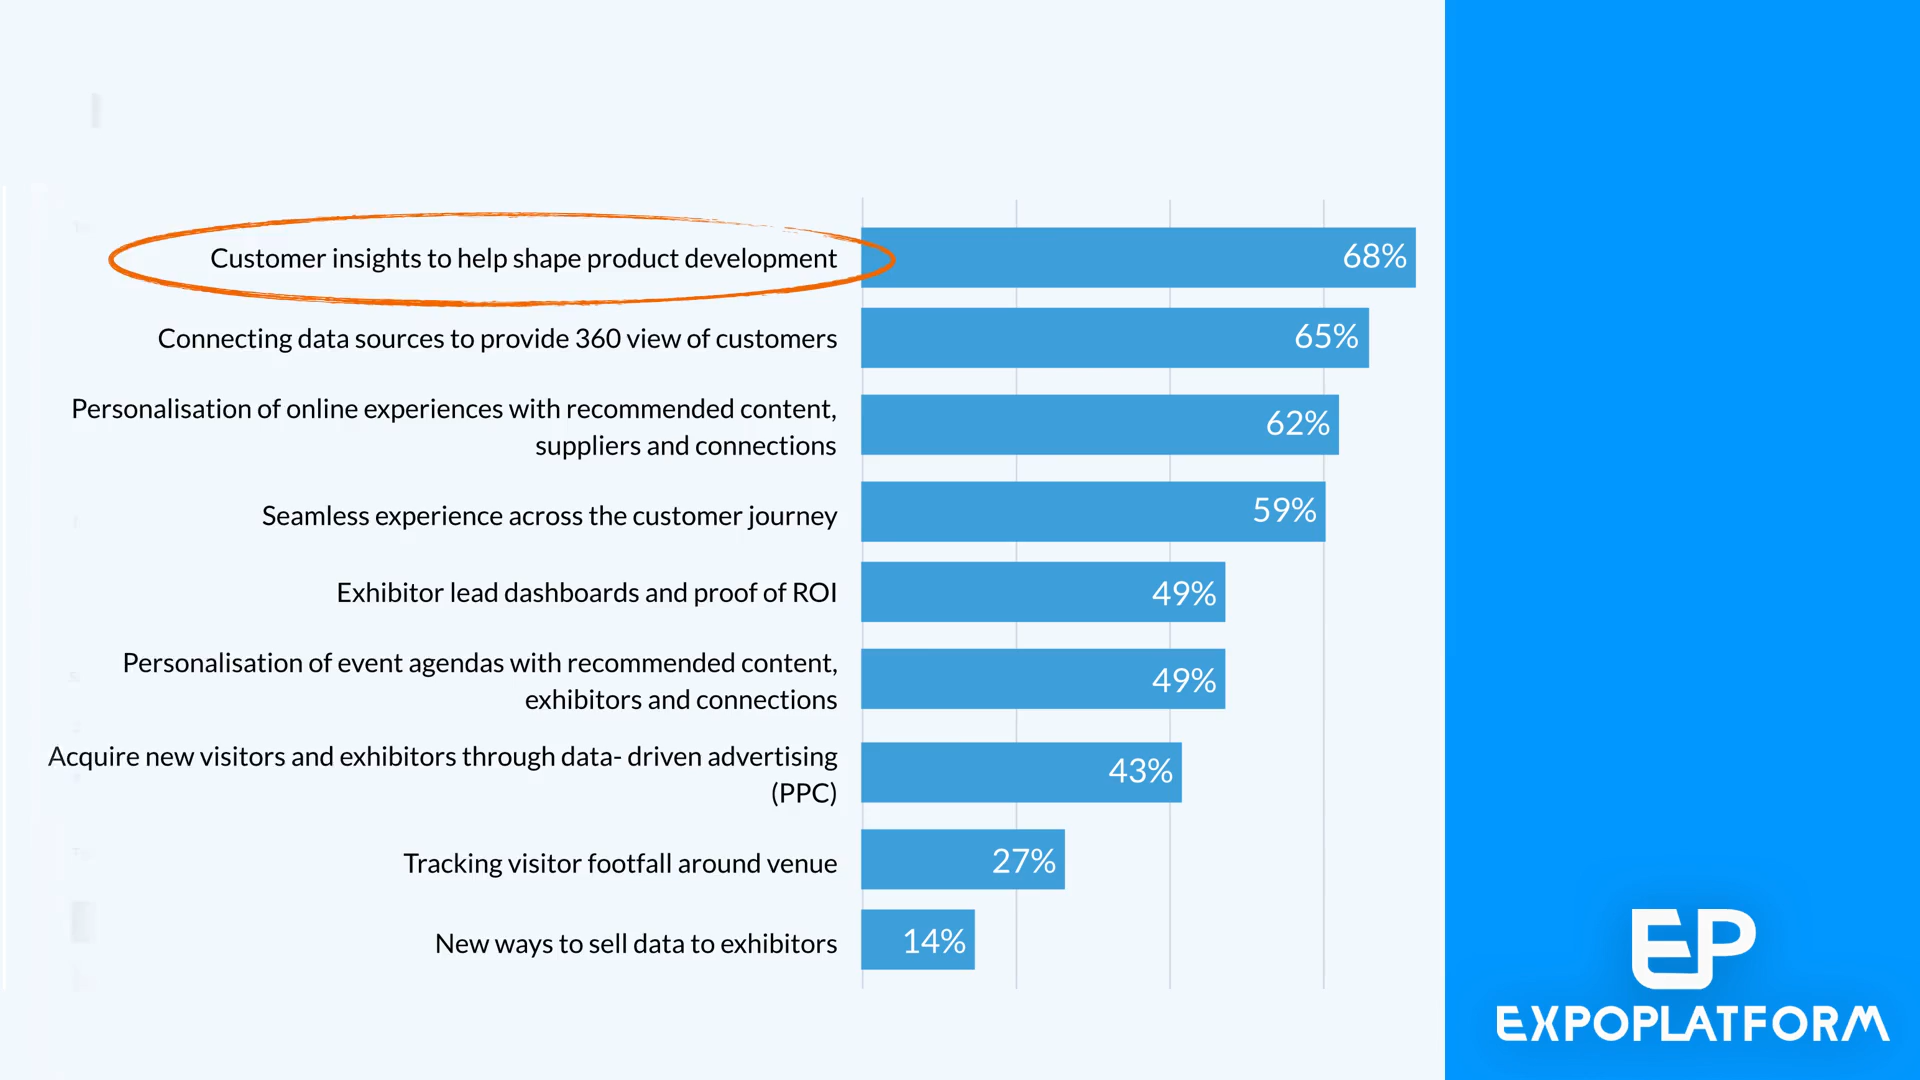 Customer insights to help shape product development
68%
Connecting data sources to provide 360 view of customers
65%
Personalisation of online experiences with recommended content,
suppliers and connections
62%
Seamless experience across the customer journey
59%
Exhibitor lead dashboards and proof of ROI
49%
Personalisation of event agendas with recommended content,
exhibitors and connections
49%
Acquire new visitors and exhibitors through data- driven advertising
(PPC)
43%
Tracking visitor footfall around venue
27%
New ways to sell data to exhibitors
14%
EP
EXPOPLATFORM